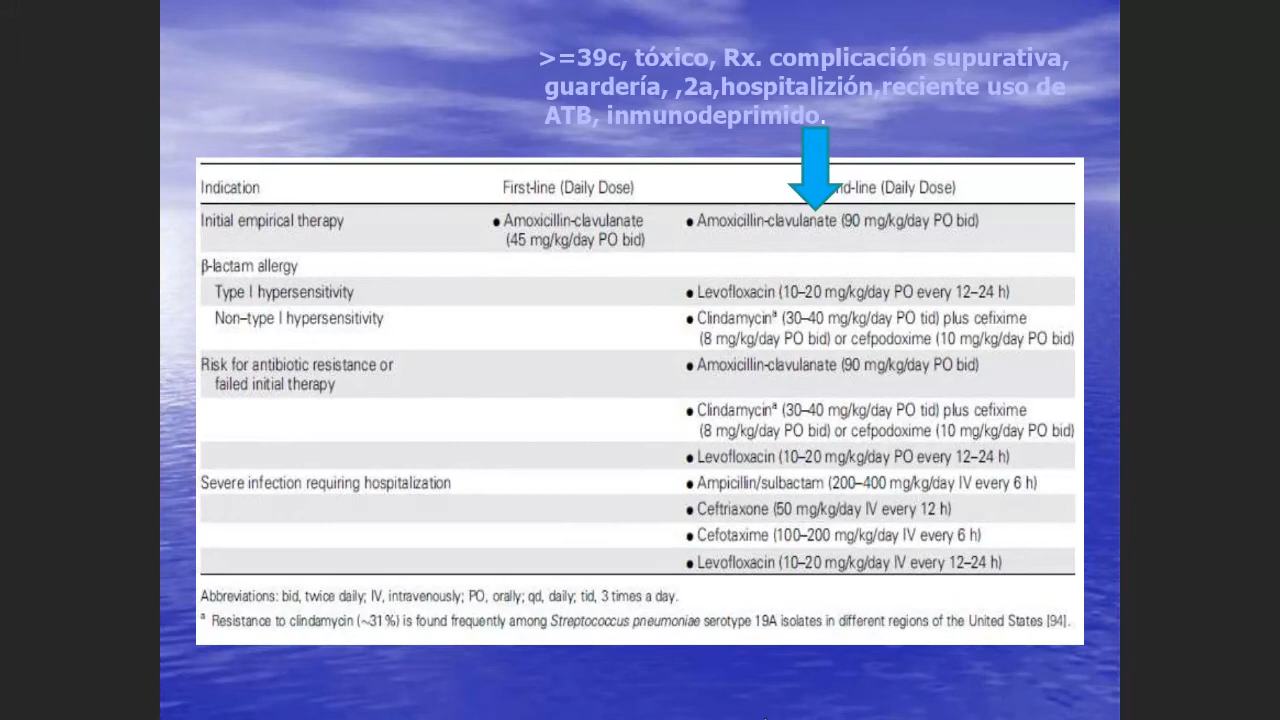 >=39c, tóxico, Rx. complicación supurativa,
guardería, ,2a,hospitalizión,reciente uso de
ATB, inmunodeprimido.
Indication First-line (Daily Dose) nd-line (Daily Dose)
Initial empirical therapy • Amoxicillin-clavulanate • Amoxicillin-clavulanate (90 mg/kg/day PO bid)
(45 mg/kg/day PO bid)
β-lactam allergy
Type I hypersensitivity • Levofloxacin (10–20 mg/kg/day PO every 12–24 h)
Non–type I hypersensitivity • Clindamycinª (30–40 mg/kg/day PO tid) plus cefixime
(8 mg/kg/day PO bid) or cefpodoxime (10 mg/kg/day PO bid)
Risk for antibiotic resistance or • Amoxicillin-clavulanate (90 mg/kg/day PO bid)
failed initial therapy
• Clindamycinª (30–40 mg/kg/day PO tid) plus cefixime
(8 mg/kg/day PO bid) or cefpodoxime (10 mg/kg/day PO bid)
• Levofloxacin (10–20 mg/kg/day PO every 12–24 h)
Severe infection requiring hospitalization • Ampicillin/sulbactam (200–400 mg/kg/day IV every 6 h)
• Ceftriaxone (50 mg/kg/day IV every 12 h)
• Cefotaxime (100–200 mg/kg/day IV every 6 h)
• Levofloxacin (10–20 mg/kg/day IV every 12–24 h)
Abbreviations: bid, twice daily; IV, intravenously; PO, orally; qd, daily; tid, 3 times a day.
ª Resistance to clindamycin (~31%) is found frequently among Streptococcus pneumoniae serotype 19A isolates in different regions of the United States [94].